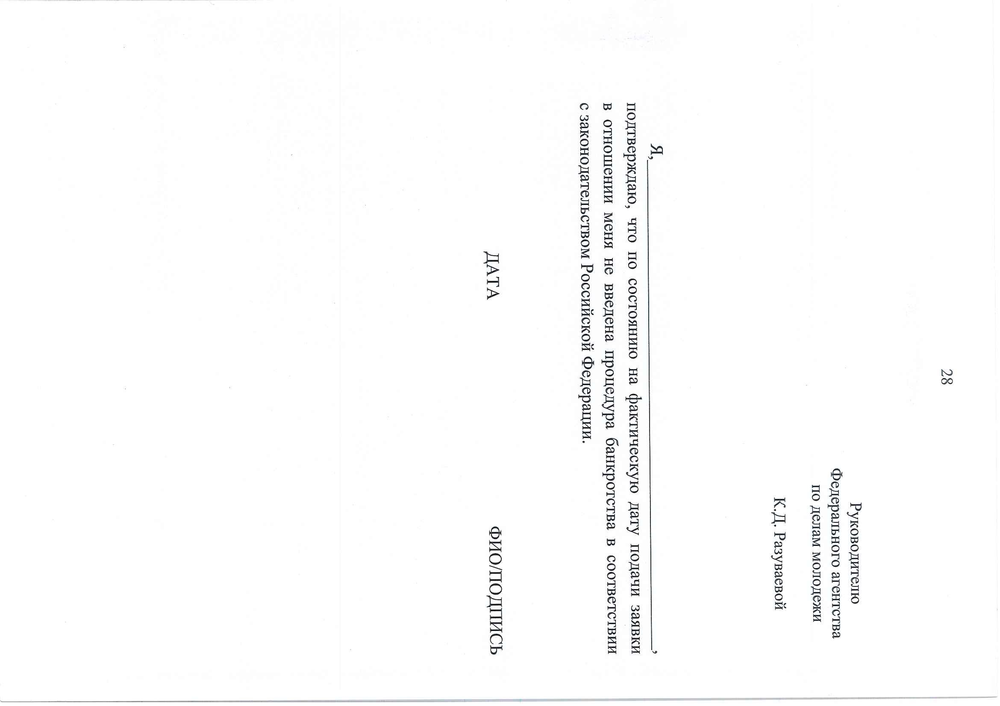 28
Руководителю
Федерального агентства
по делам молодежи
К.Д. Разуваевой
Я,____________________________________________,
подтверждаю, что по состоянию на фактическую дату подачи заявки
в отношении меня не введена процедура банкротства в соответствии
с законодательством Российской Федерации.
ДАТА ФИО/ПОДПИСЬ